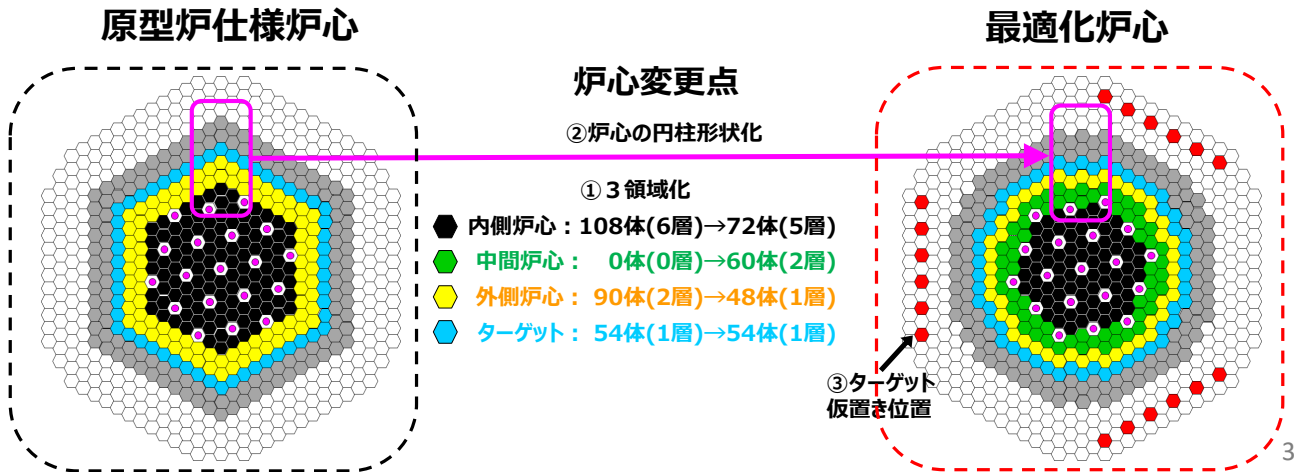 原型炉仕様炉心
最適化炉心
炉心変更点
②炉心の円柱形状化
①３領域化
内側炉心：108体(6層)→72体(5層)
中間炉心： 0体(0層)→60体(2層)
外側炉心：90体(2層)→48体(1層)
ターゲット：54体(1層)→54体(1層)
③ターゲット
仮置き位置
3